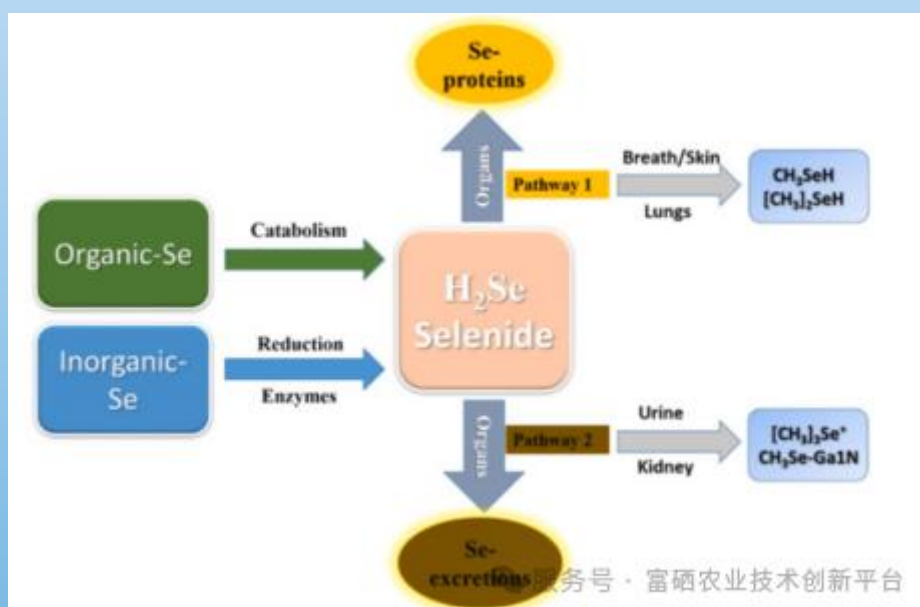 Se-
proteins
Organs
Pathway 1
Breath/Skin
Lungs
CH₃SeH
[CH₃]₂SeH
Organic-Se
Catabolism
H₂Se
Selenide
Inorganic-
Se
Reduction
Enzymes
Organs
Pathway 2
Urine
Kidney
[CH₃]₃Se⁺
CH₃Se-Ga1N
Se-
excretions
服务号 · 富硒农业技术创新平台